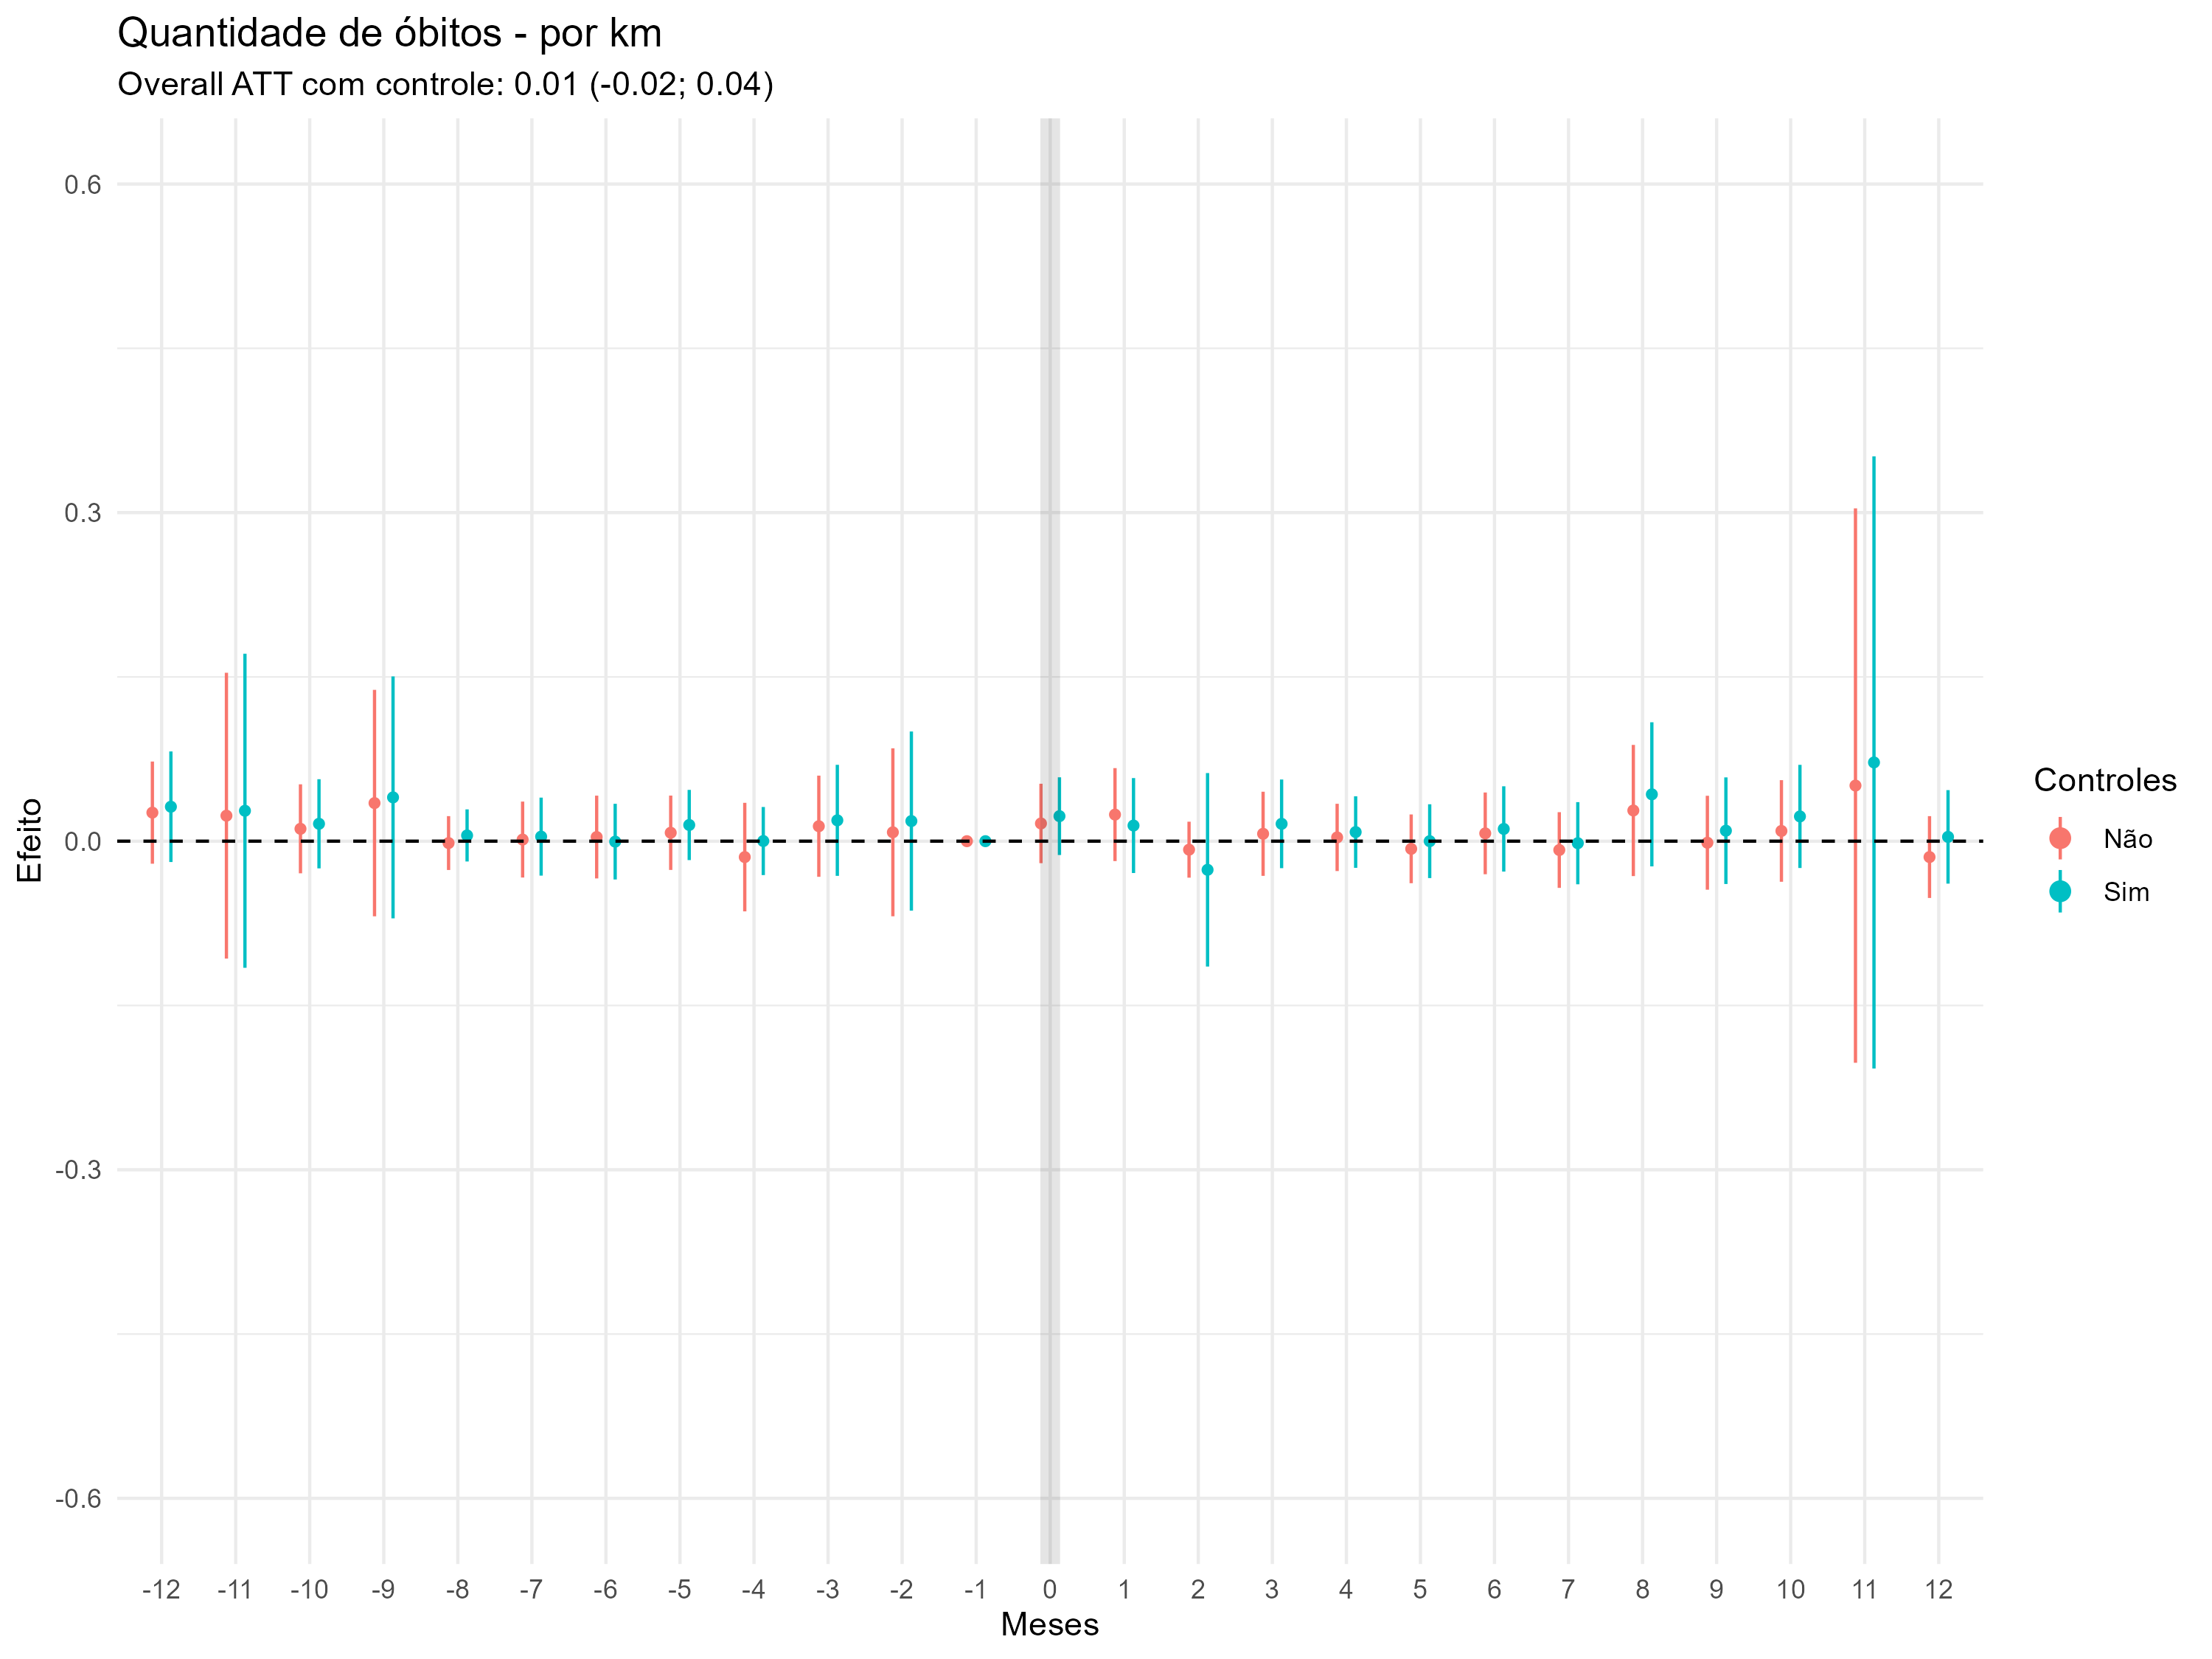 Quantidade de óbitos - por km
Overall ATT com controle: 0.01 (-0.02; 0.04)
Efeito
0.6
0.3
0.0
-0.3
-0.6
-12 -11 -10 -9 -8 -7 -6 -5 -4 -3 -2 -1 0 1 2 3 4 5 6 7 8 9 10 11 12
Meses
Controles
Não
Sim